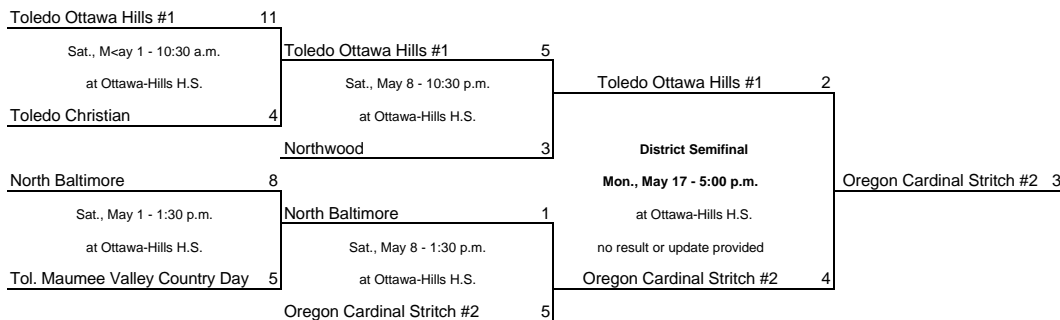 Toledo Ottawa Hills #1 11
Sat., M<ay 1 - 10:30 a.m.
at Ottawa-Hills H.S.
Toledo Christian 4
Toledo Ottawa Hills #1 5
Sat., May 8 - 10:30 p.m.
at Ottawa-Hills H.S.
Northwood 3
North Baltimore 8
Sat., May 1 - 1:30 p.m.
at Ottawa-Hills H.S.
Tol. Maumee Valley Country Day 5
North Baltimore 1
Sat., May 8 - 1:30 p.m.
at Ottawa-Hills H.S.
Oregon Cardinal Stritch #2 5
Toledo Ottawa Hills #1 2
District Semifinal
Mon., May 17 - 5:00 p.m.
at Ottawa-Hills H.S.
no result or update provided
Oregon Cardinal Stritch #2 4
Oregon Cardinal Stritch #2 3